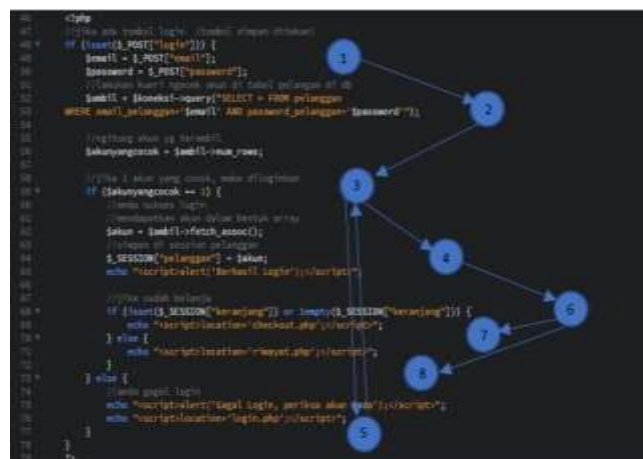 <?php
//jika ada tombol login (tombol simpan ditekan)
if (isset($_POST["login"])) {
$email = $_POST["email"];
$password = $_POST["password"];
//lakukan kueri ngecek akun di tabel pelanggan di db
$ambil = $koneksi->query("SELECT * FROM pelanggan
WHERE email_pelanggan='$email' AND password_pelanggan='$password'");
//ngitung akun yg terambil
$akunyangcocok = $ambil->num_rows;
//jika 1 akun yang cocok, maka diloginkan
if ($akunyangcocok == 1) {
//anda sukses login
//mendapatkan akun dalam bentuk array
$akun = $ambil->fetch_assoc();
//simpan di session pelanggan
$_SESSION["pelanggan"] = $akun;
echo "<script>alert('Berhasil Login');</script>";
//jika sudah belanja
if (isset($_SESSION["keranjang"]) or !empty($_SESSION["keranjang"])) {
echo "<script>location='checkout.php';</script>";
} else {
echo "<script>location='riwayat.php';</script>";
}
} else {
//anda gagal login
echo "<script>alert('Gagal Login, periksa akun anda');</script>";
echo "<script>location='login.php';</script>";
}
}
?>
1
2
3
4
6
7
8
5